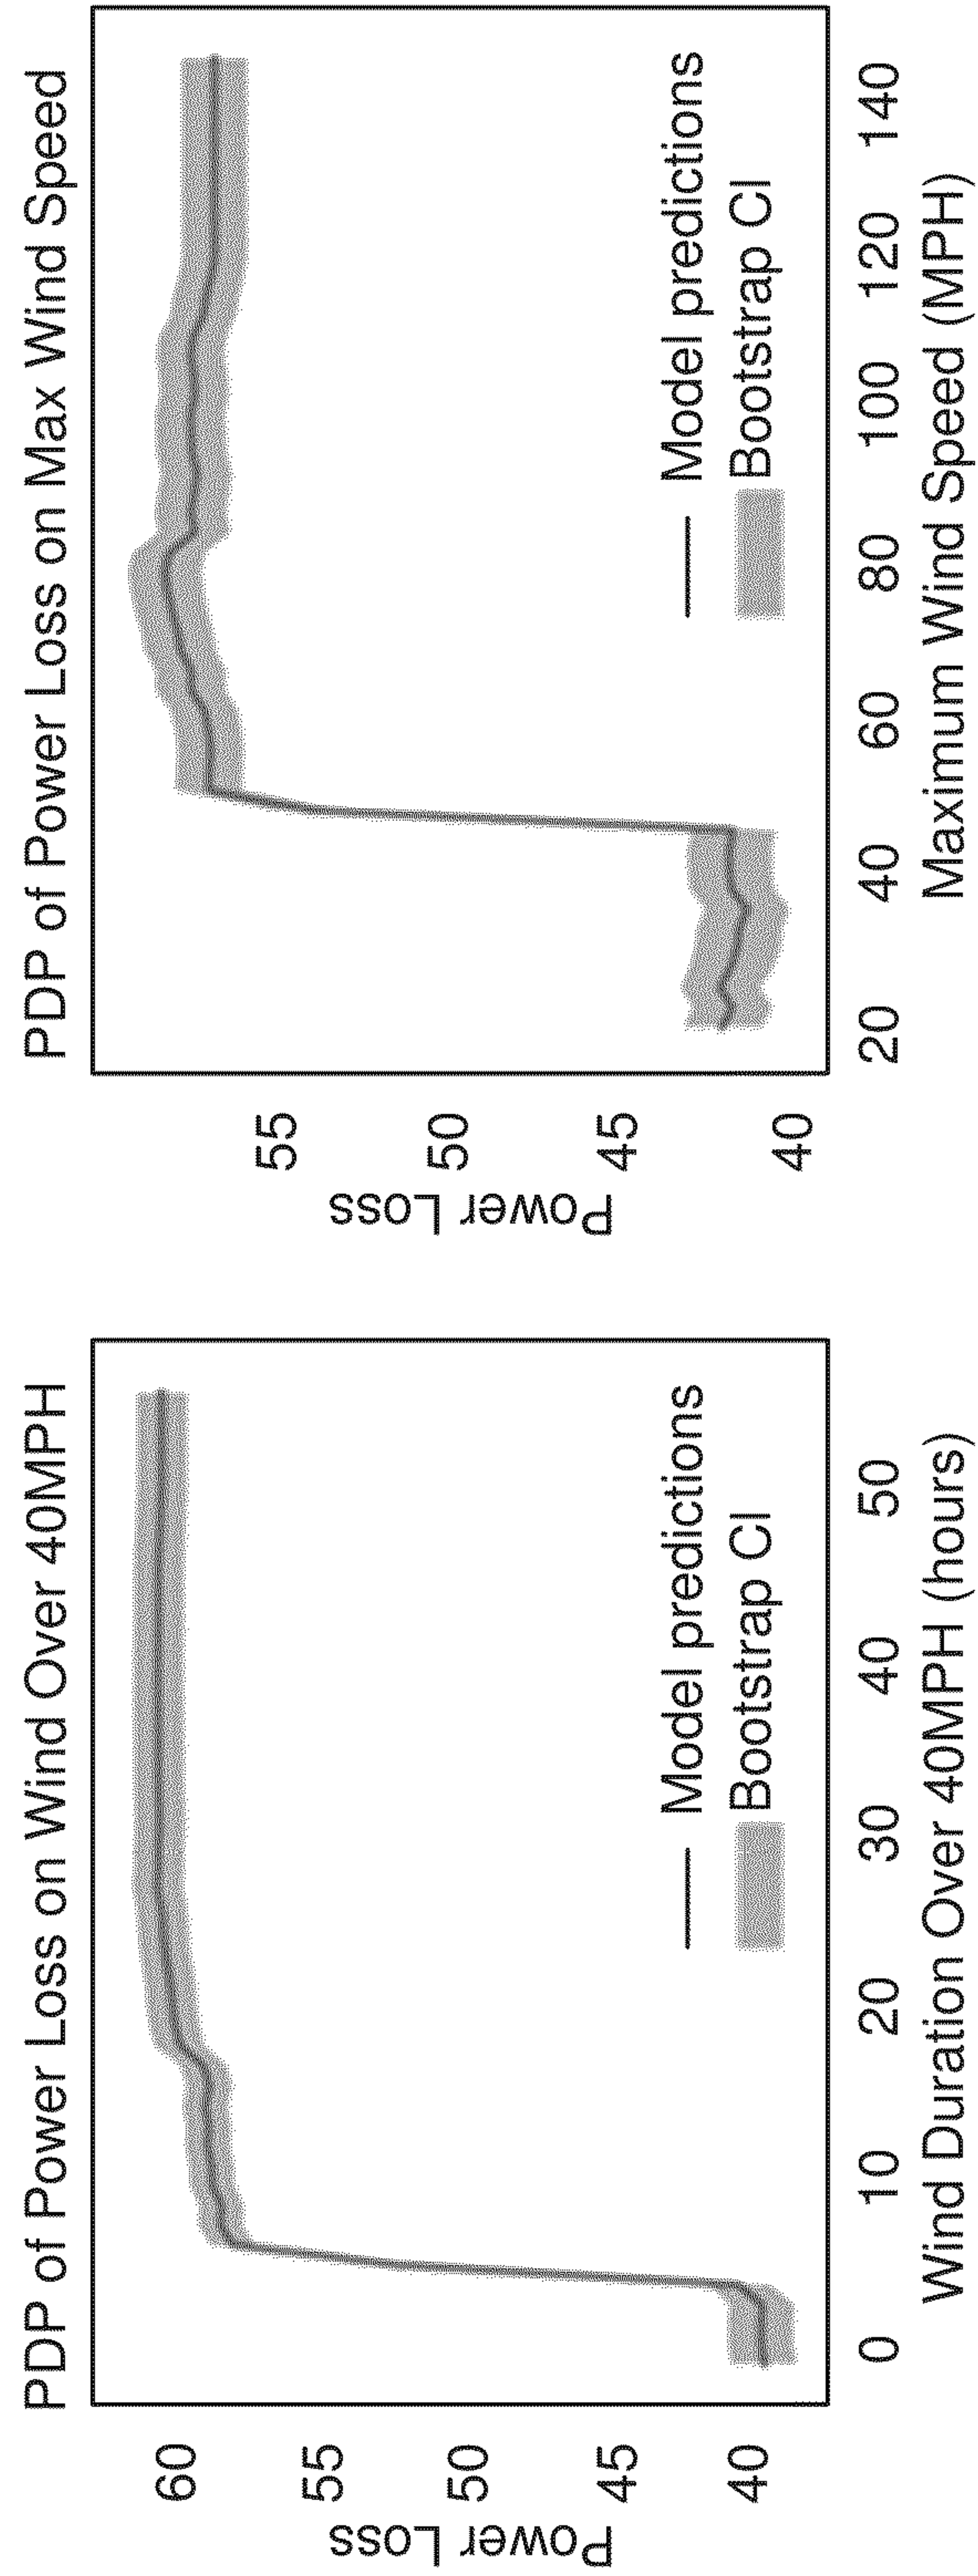 PDP of Power Loss on Wind Over 40MPH
Power Loss
60
55
50
45
40
Model predictions
Bootstrap CI
0 10 20 30 40 50
Wind Duration Over 40MPH (hours)
PDP of Power Loss on Max Wind Speed
Power Loss
55
50
45
40
Model predictions
Bootstrap CI
20 40 60 80 100 120 140
Maximum Wind Speed (MPH)